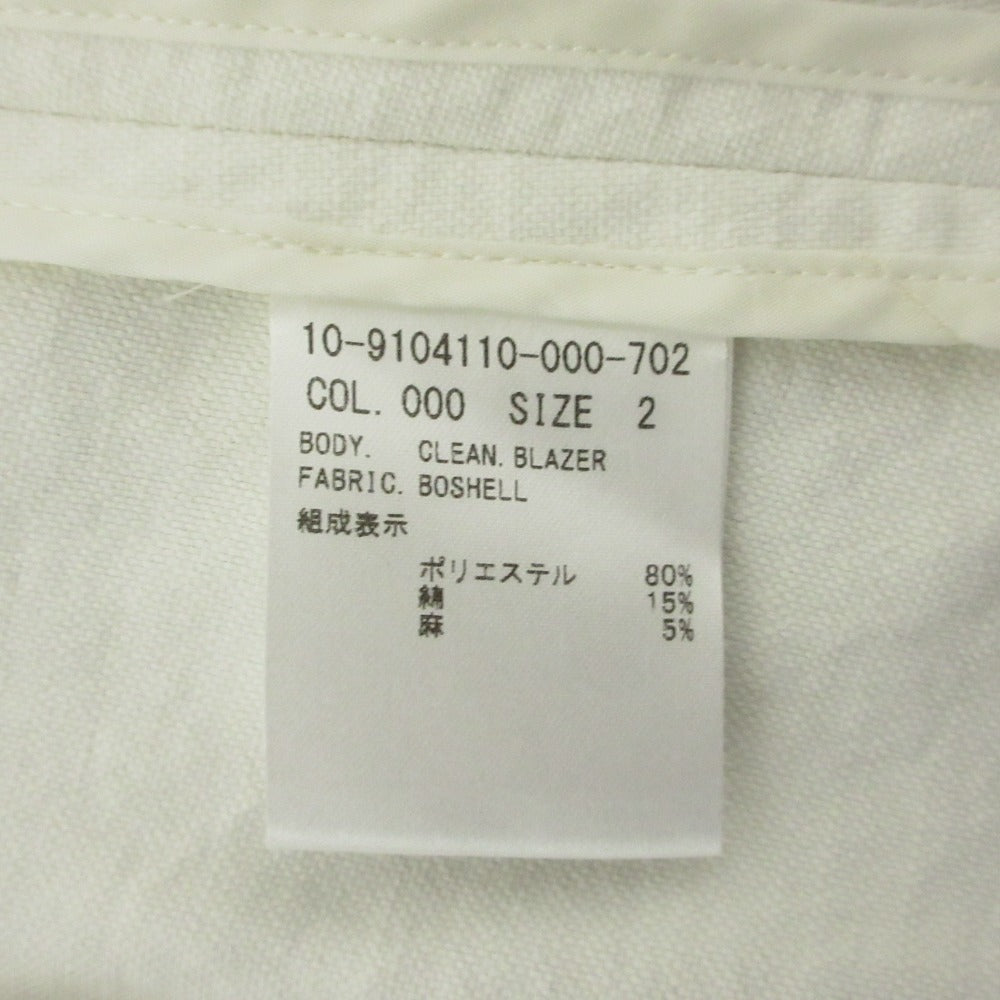 10-9104110-000-702
COL. 000 SIZE 2
BODY. CLEAN. BLAZER
FABRIC. BOSHELL
組成表示
ポリエステル 80%
綿 15%
麻 5%